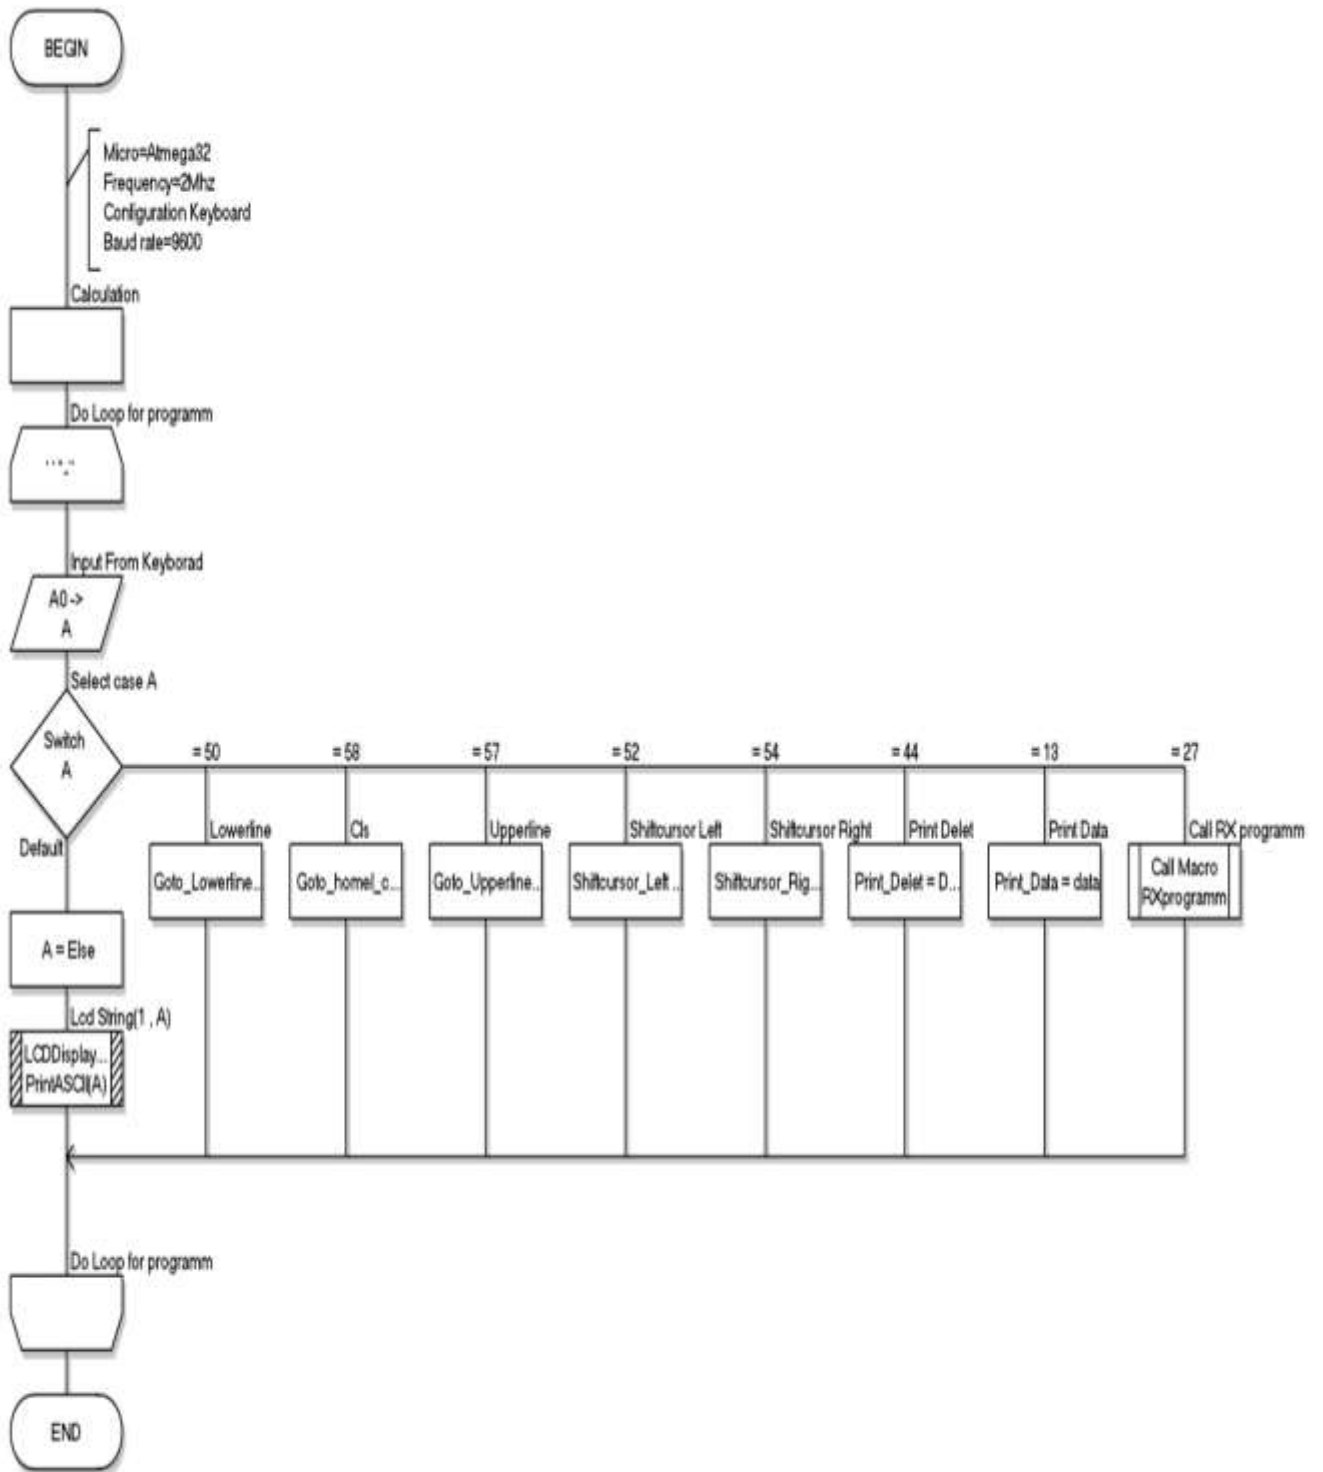 BEGIN
Micro=Atmega32
Frequency=2Mhz
Configuration Keyboard
Baud rate=9600
Calculation
Do Loop for programm
Input From Keyborad
A0 ->
A
Select case A
Switch
A
= 50
= 58
= 57
= 52
= 54
= 44
= 13
= 27
Default
Lowerline
Cls
Upperline
Shiftcursor Left
Shiftcursor Right
Print Delet
Print Data
Call RX programm
Goto_Lowerline...
Goto_homel_c...
Goto_Upperline...
Shiftcursor_Left ...
Shiftcursor_Rig...
Print_Delet = D...
Print_Data = data
Call Macro
RXprogramm
A = Else
Lcd String(1 , A)
LCDDisplay...
PrintASCII(A)
Do Loop for programm
END